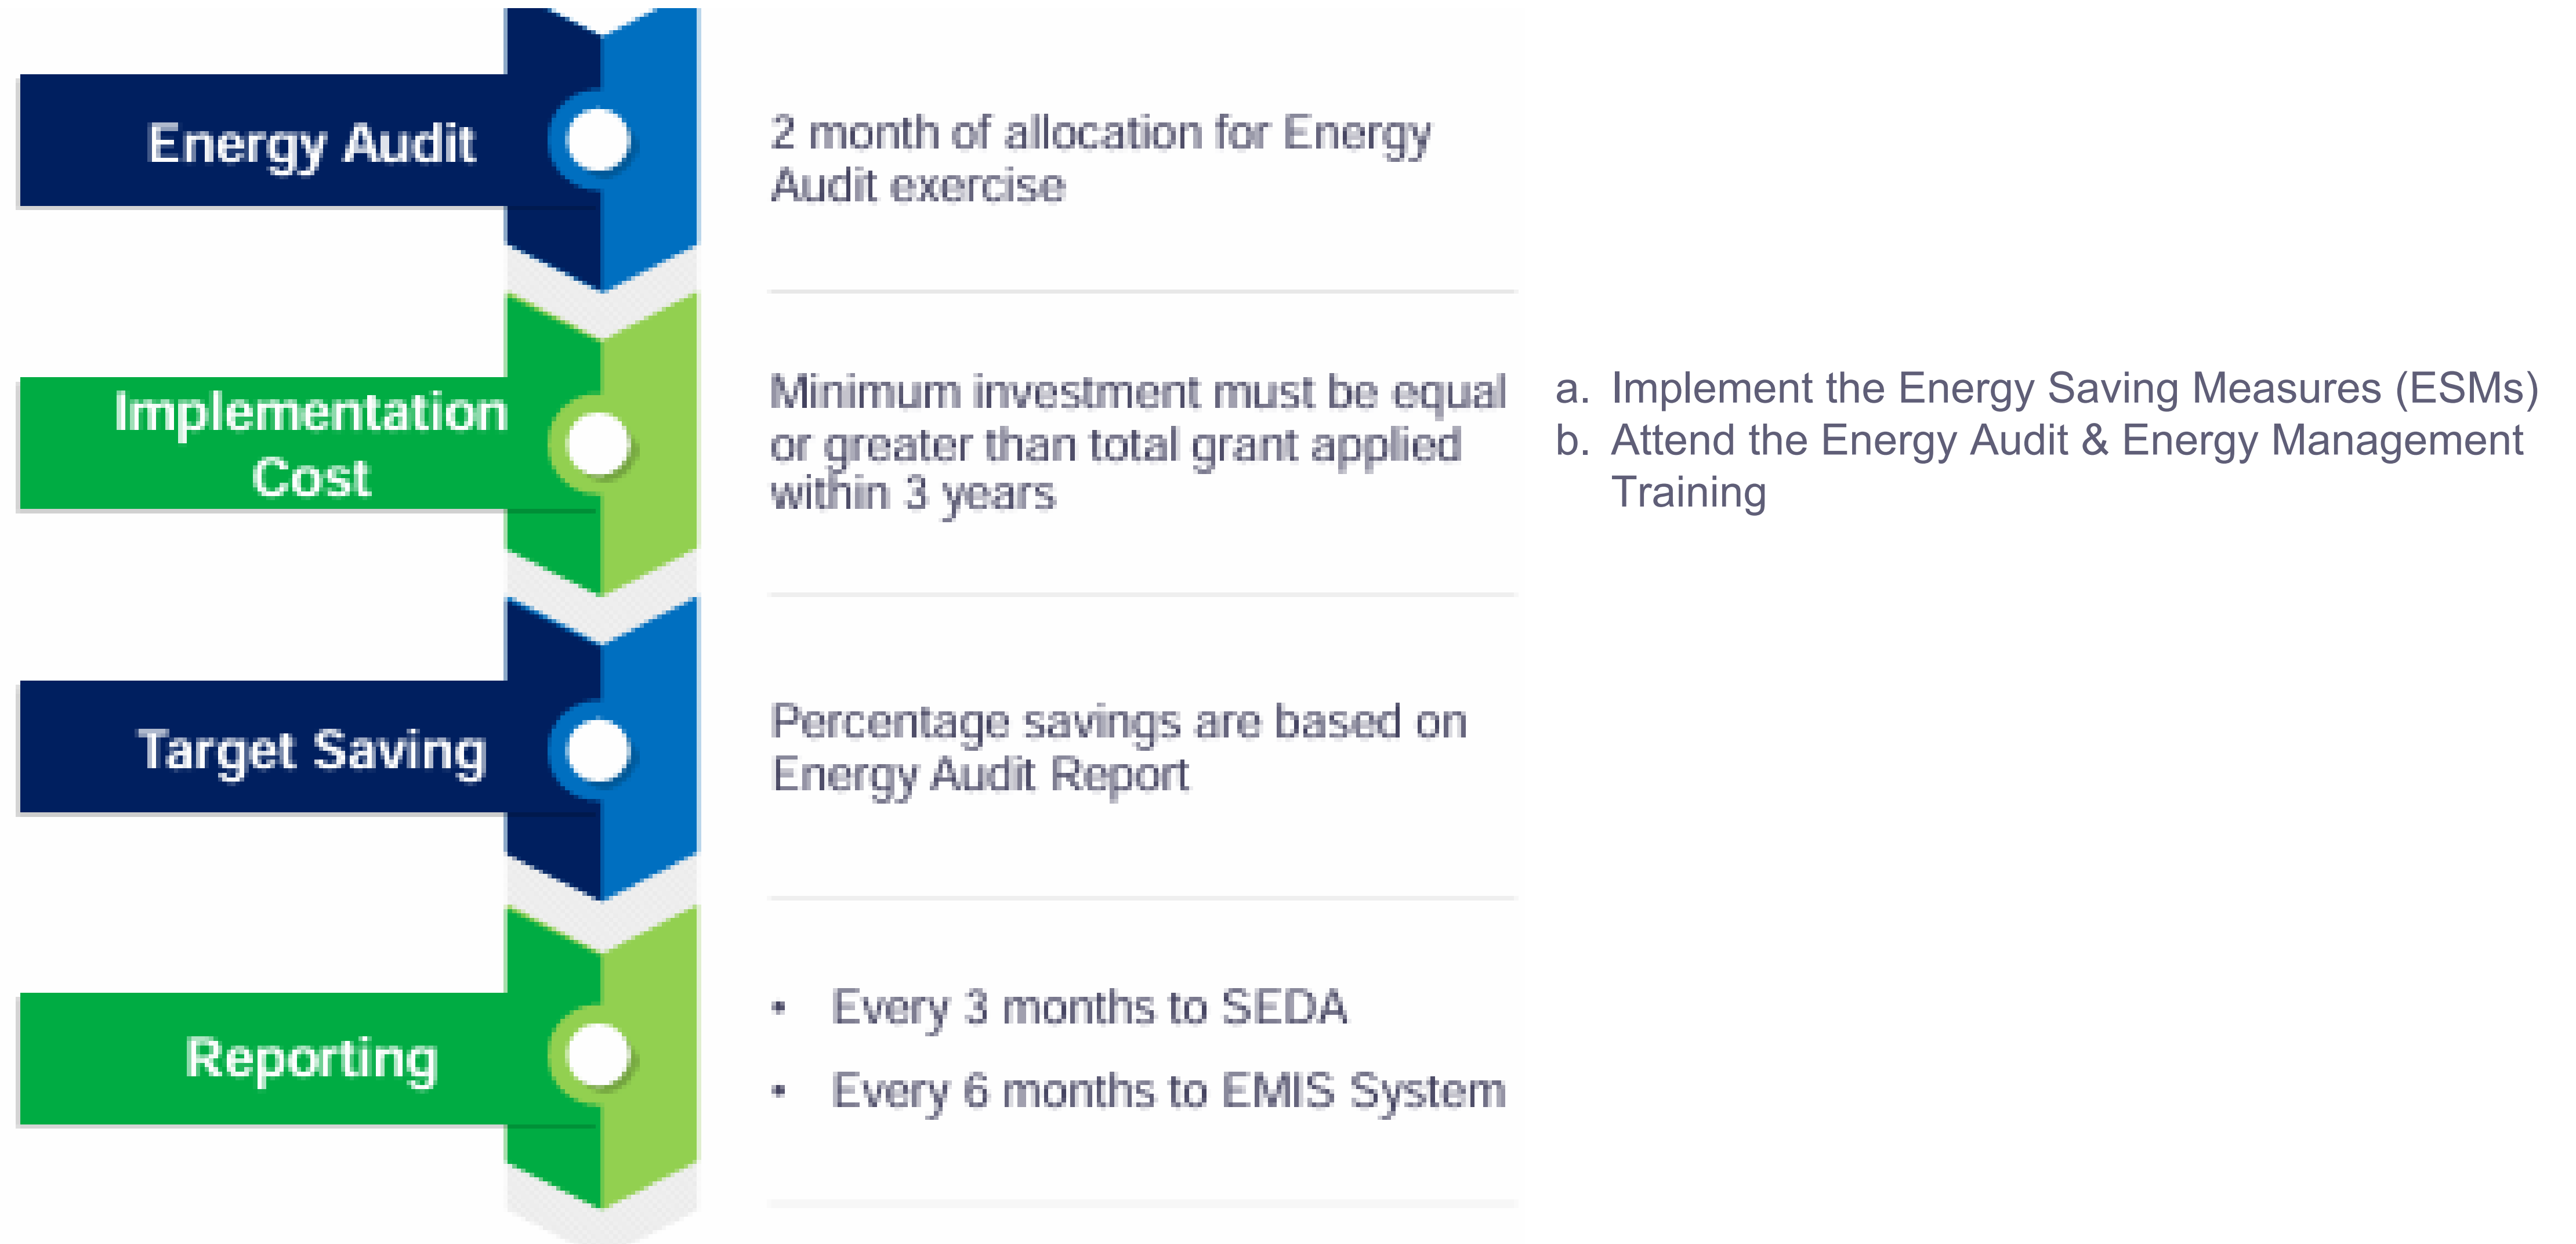 Energy Audit
2 month of allocation for Energy
Audit exercise
Implementation
Cost
Minimum investment must be equal
or greater than total grant applied
within 3 years
a. Implement the Energy Saving Measures (ESMs)
b. Attend the Energy Audit & Energy Management
Training
Target Saving
Percentage savings are based on
Energy Audit Report
Reporting
• Every 3 months to SEDA
• Every 6 months to EMIS System